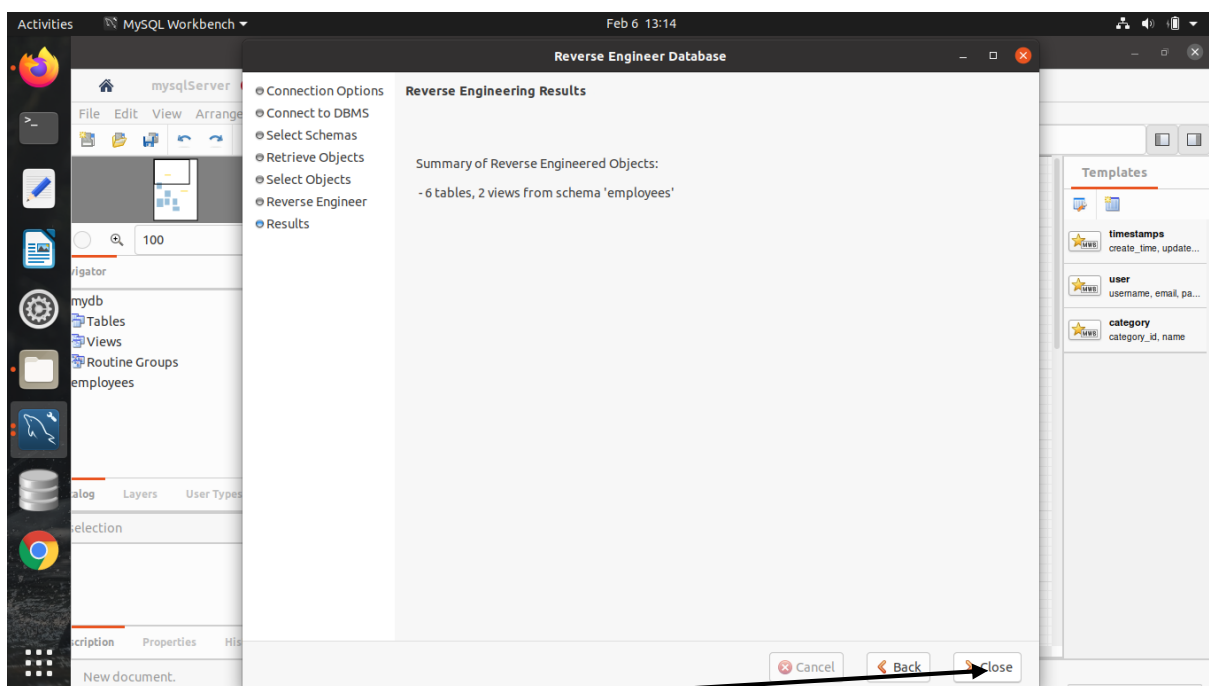 Activities MySQL Workbench Feb 6 13:14
Reverse Engineer Database
mysqlServer
File Edit View Arrange
100
vigator
mydb
Tables
Views
Routine Groups
employees
alog Layers User Types
selection
scription Properties His
New document.
Connection Options
Connect to DBMS
Select Schemas
Retrieve Objects
Select Objects
Reverse Engineer
Results
Reverse Engineering Results
Summary of Reverse Engineered Objects:
- 6 tables, 2 views from schema 'employees'
Cancel Back Close
Templates
timestamps
create_time, update...
user
username, email, pa...
category
category_id, name